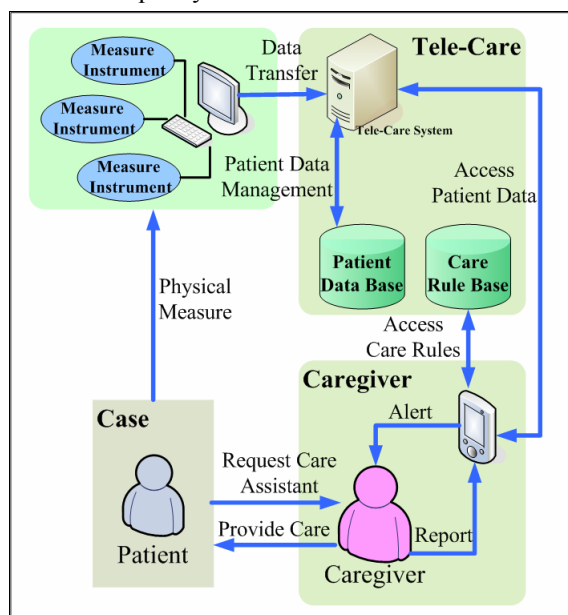 Measure
Instrument
Measure
Instrument
Measure
Instrument
Data
Transfer
Tele-Care
Tele-Care System
Patient Data
Management
Access
Patient Data
Patient
Data Base
Care
Rule Base
Physical
Measure
Access
Care Rules
Caregiver
Alert
Case
Request Care
Assistant
Provide Care
Report
Patient
Caregiver